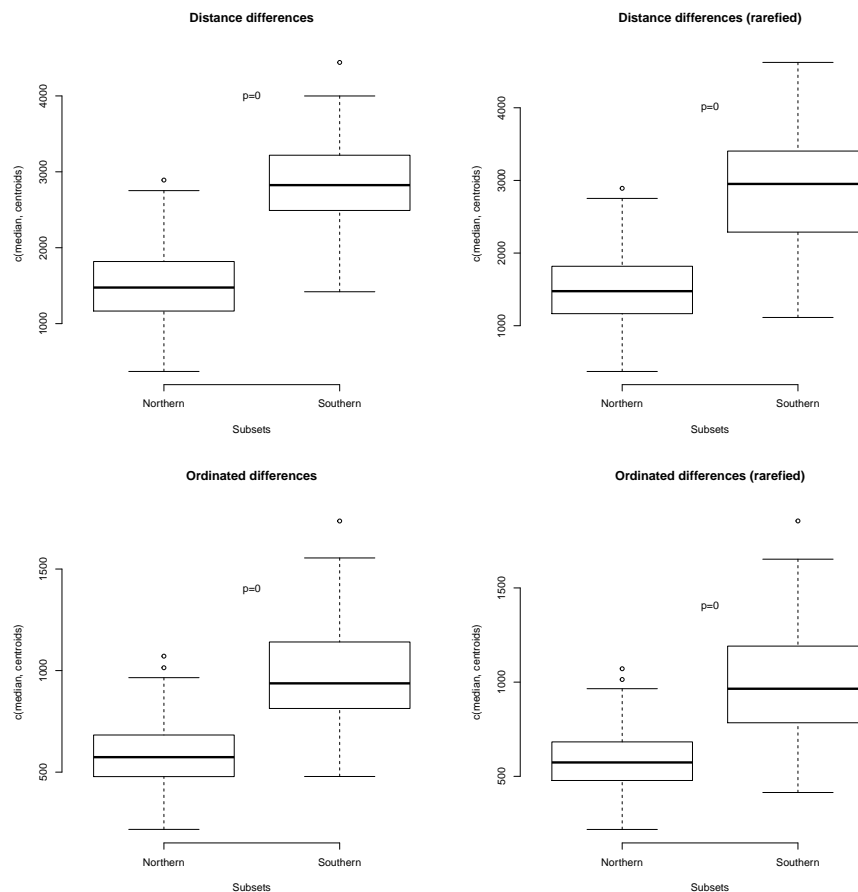 Distance differences
p=0
c(median, centroids)
1000
2000
3000
4000
Northern
Southern
Subsets
Distance differences (rarefied)
p=0
c(median, centroids)
1000
2000
3000
4000
Northern
Southern
Subsets
Ordinated differences
p=0
c(median, centroids)
500
1000
1500
Northern
Southern
Subsets
Ordinated differences (rarefied)
p=0
c(median, centroids)
500
1000
1500
Northern
Southern
Subsets